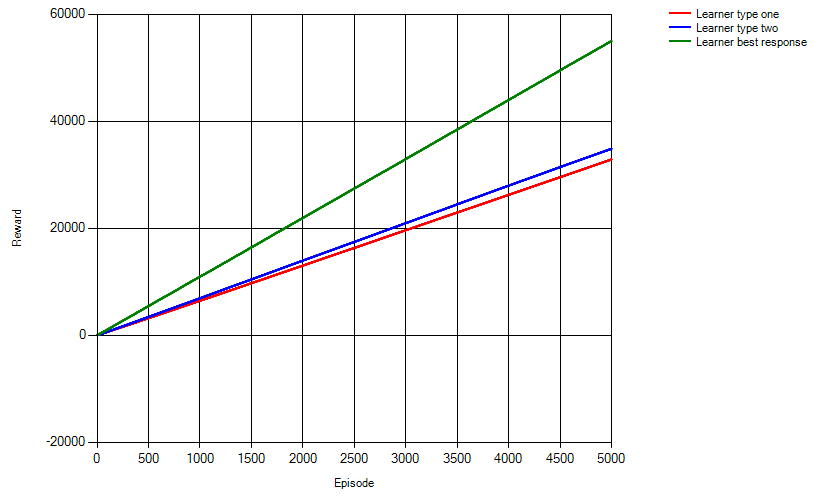 60000
40000
20000
0
-20000
Reward
0 500 1000 1500 2000 2500 3000 3500 4000 4500 5000
Episode
Learner type one
Learner type two
Learner best response